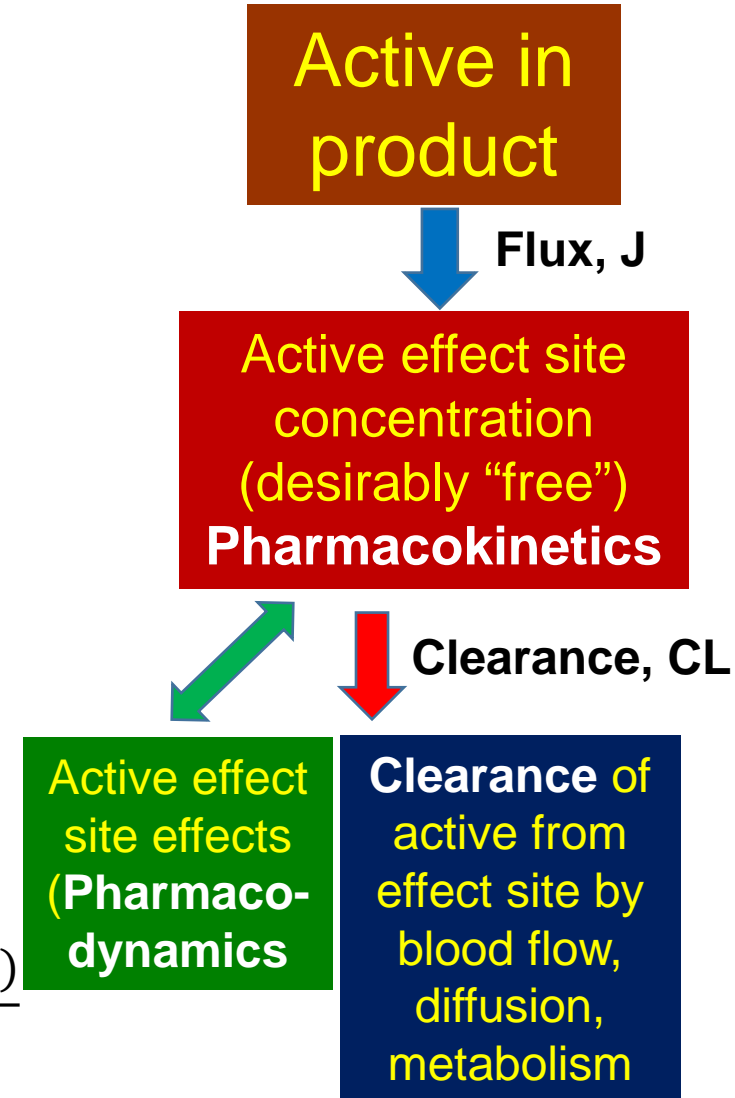 Active in
product
Flux, J
Active effect site
concentration
(desirably “free”)
Pharmacokinetics
Clearance, CL
Active effect
site effects
(Pharmaco-
dynamics
)
Clearance of
active from
effect site by
blood flow,
diffusion,
metabolism